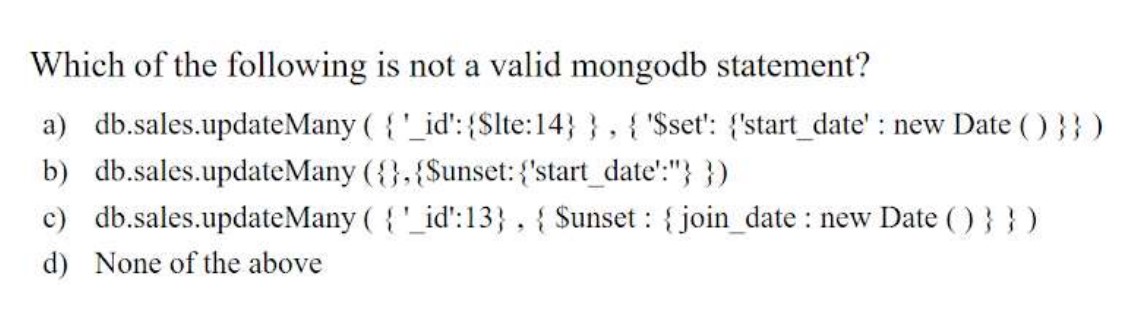 Which of the following is not a valid mongodb statement?
a) db.sales.updateMany ( { '_id':{$lte:14} } , { '$set': {'start_date' : new Date ( ) }} )
b) db.sales.updateMany ({},{$unset:{'start_date':''} })
c) db.sales.updateMany ( { '_id':13} , { $unset : { join_date : new Date ( ) } } )
d) None of the above